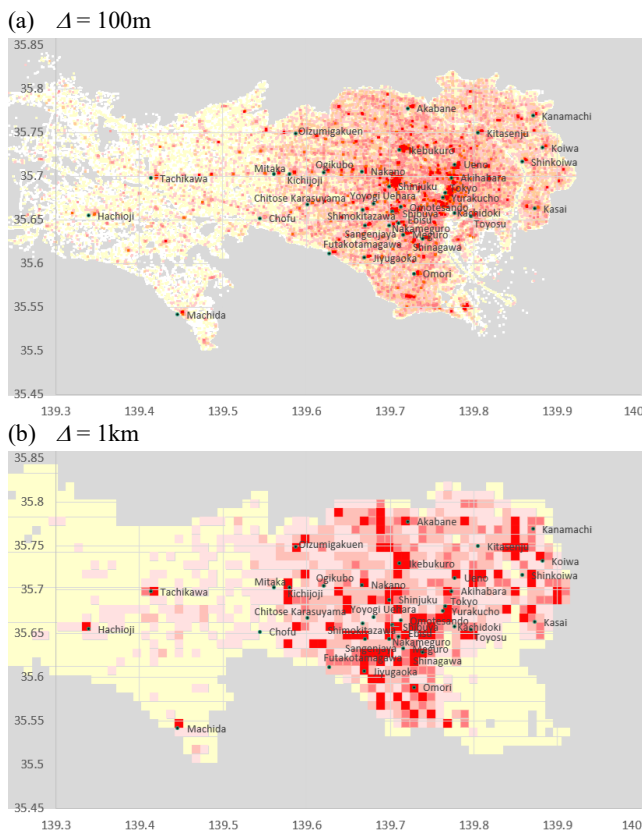 (a) Δ = 100m
35.85
35.8
Akabane
Kanamachi
35.75
Oizumigakuen
Kitasenju
Ikebukuro
Koiwa
Ueno
Shinkoiwa
Ogikubo
35.7
Mitaka
Nakano
Akihabara
Tachikawa
Kichijoji
Shinjuku
Tokyo
Chitose Karasuyama
Yoyogi Uehara
Yurakucho
Omotesando
Kasai
35.65
Hachioji
Shimokitazawa
Shibuya
Kachidoki
Chofu
Ebisu
Toyosu
Nakameguro
Sangenjaya
Meguro
Futakotamagawa
Shinagawa
35.6
Jiyugaoka
Omori
35.55
Machida
35.5
35.45
139.3 139.4 139.5 139.6 139.7 139.8 139.9 140
(b) Δ = 1km
35.85
35.8
Akabane
Kanamachi
35.75
Oizumigakuen
Kitasenju
Ikebukuro
Koiwa
Ueno
Shinkoiwa
Ogikubo
35.7
Mitaka
Nakano
Akihabara
Tachikawa
Kichijoji
Shinjuku
Tokyo
Chitose Karasuyama
Yoyogi Uehara
Yurakucho
Omotesando
Kasai
35.65
Hachioji
Shimokitazawa
Shibuya
Kachidoki
Chofu
Ebisu
Toyosu
Nakameguro
Sangenjaya
Meguro
Futakotamagawa
Shinagawa
35.6
Jiyugaoka
Omori
35.55
Machida
35.5
35.45
139.3 139.4 139.5 139.6 139.7 139.8 139.9 140